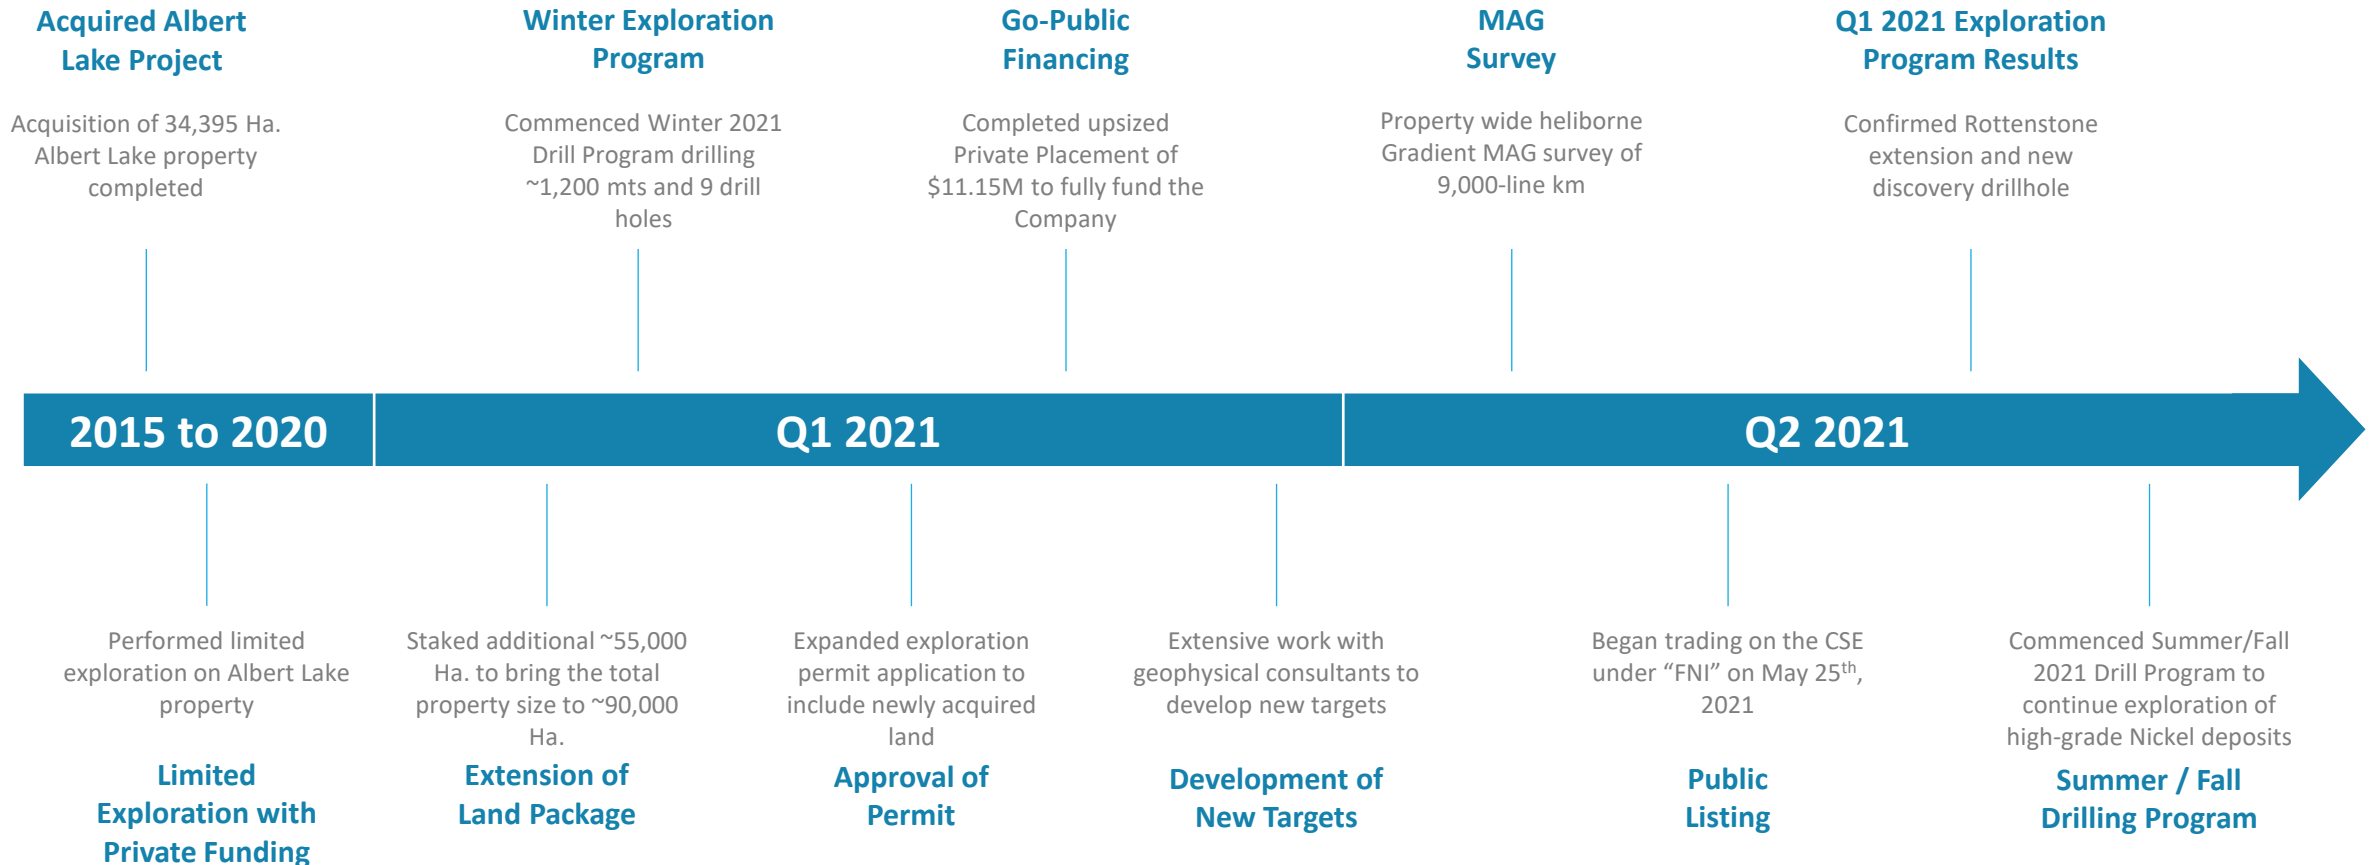 Acquired Albert
Lake Project
Acquisition of 34,395 Ha.
Albert Lake property
completed
Winter Exploration
Program
Commenced Winter 2021
Drill Program drilling
~1,200 mts and 9 drill
holes
Go-Public
Financing
Completed upsized
Private Placement of
$11.15M to fully fund the
Company
MAG
Survey
Property wide heliborne
Gradient MAG survey of
9,000-line km
Q1 2021 Exploration
Program Results
Confirmed Rottenstone
extension and new
discovery drillhole
2015 to 2020
Q1 2021
Q2 2021
Performed limited
exploration on Albert Lake
property
Limited
Exploration with
Private Funding
Staked additional ~55,000
Ha. to bring the total
property size to ~90,000
Ha.
Extension of
Land Package
Expanded exploration
permit application to
include newly acquired
land
Approval of
Permit
Extensive work with
geophysical consultants to
develop new targets
Development of
New Targets
Began trading on the CSE
under “FNI” on May 25th,
2021
Public
Listing
Commenced Summer/Fall
2021 Drill Program to
continue exploration of
high-grade Nickel deposits
Summer / Fall
Drilling Program